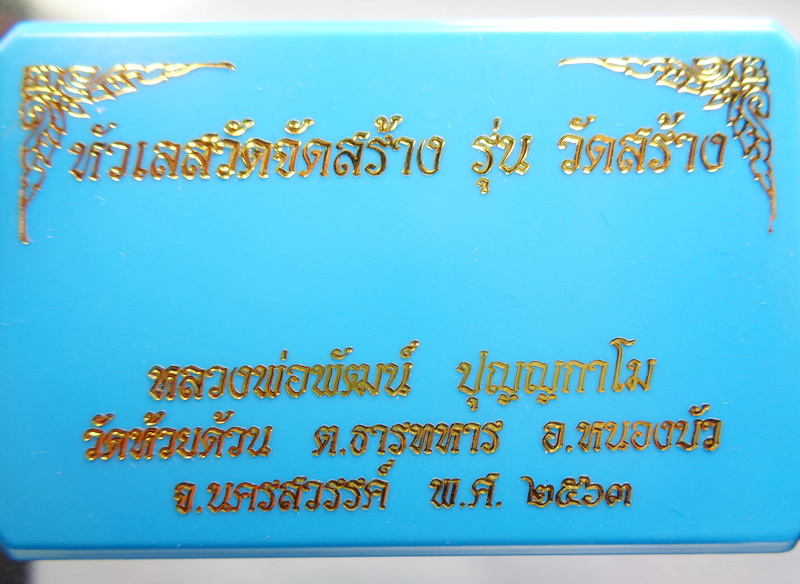 หัวเลสวัดจัดสร้าง รุ่น วัดสร้าง
หลวงพ่อพัฒน์ ปุญญกาโม
วัดห้วยด้วน ต.ธารทหาร อ.หนองบัว
จ.นครสวรรค์ พ.ศ. ๒๕๖๓